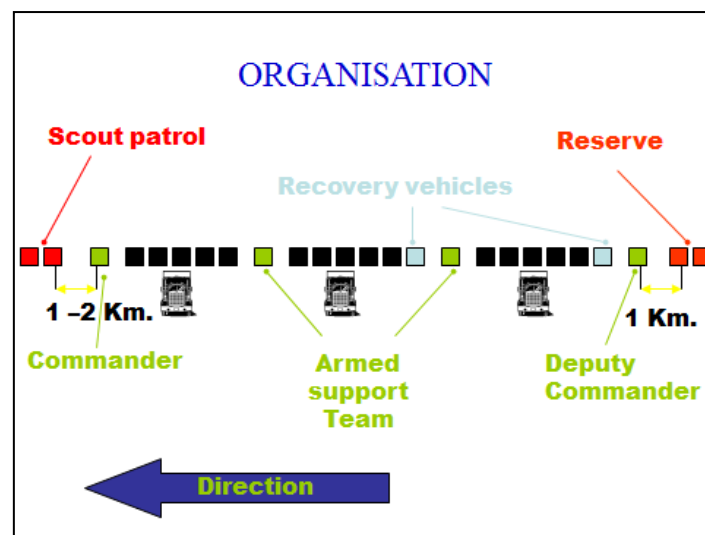 ORGANISATION
Scout patrol
Reserve
Recovery vehicles
1 –2 Km.
1 Km.
Commander
Armed
support
Team
Deputy
Commander
Direction